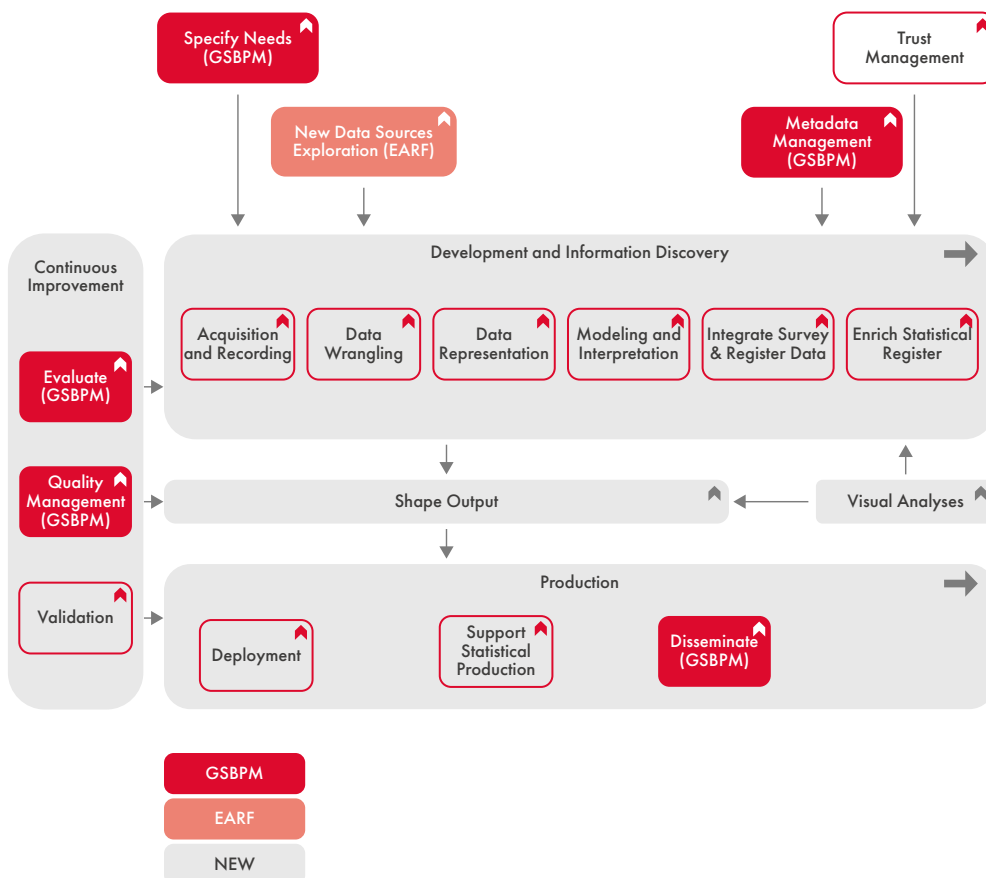 Specify Needs
(GSBPM)
Trust
Management
New Data Sources
Exploration (EARF)
Metadata
Management
(GSBPM)
Continuous
Improvement
Development and Information Discovery
Acquisition
and Recording
Data
Wrangling
Data
Representation
Modeling and
Interpretation
Integrate Survey
& Register Data
Enrich Statistical
Register
Evaluate
(GSBPM)
Quality
Management
(GSBPM)
Shape Output
Visual Analyses
Validation
Production
Deployment
Support
Statistical
Production
Disseminate
(GSBPM)
GSBPM
EARF
NEW